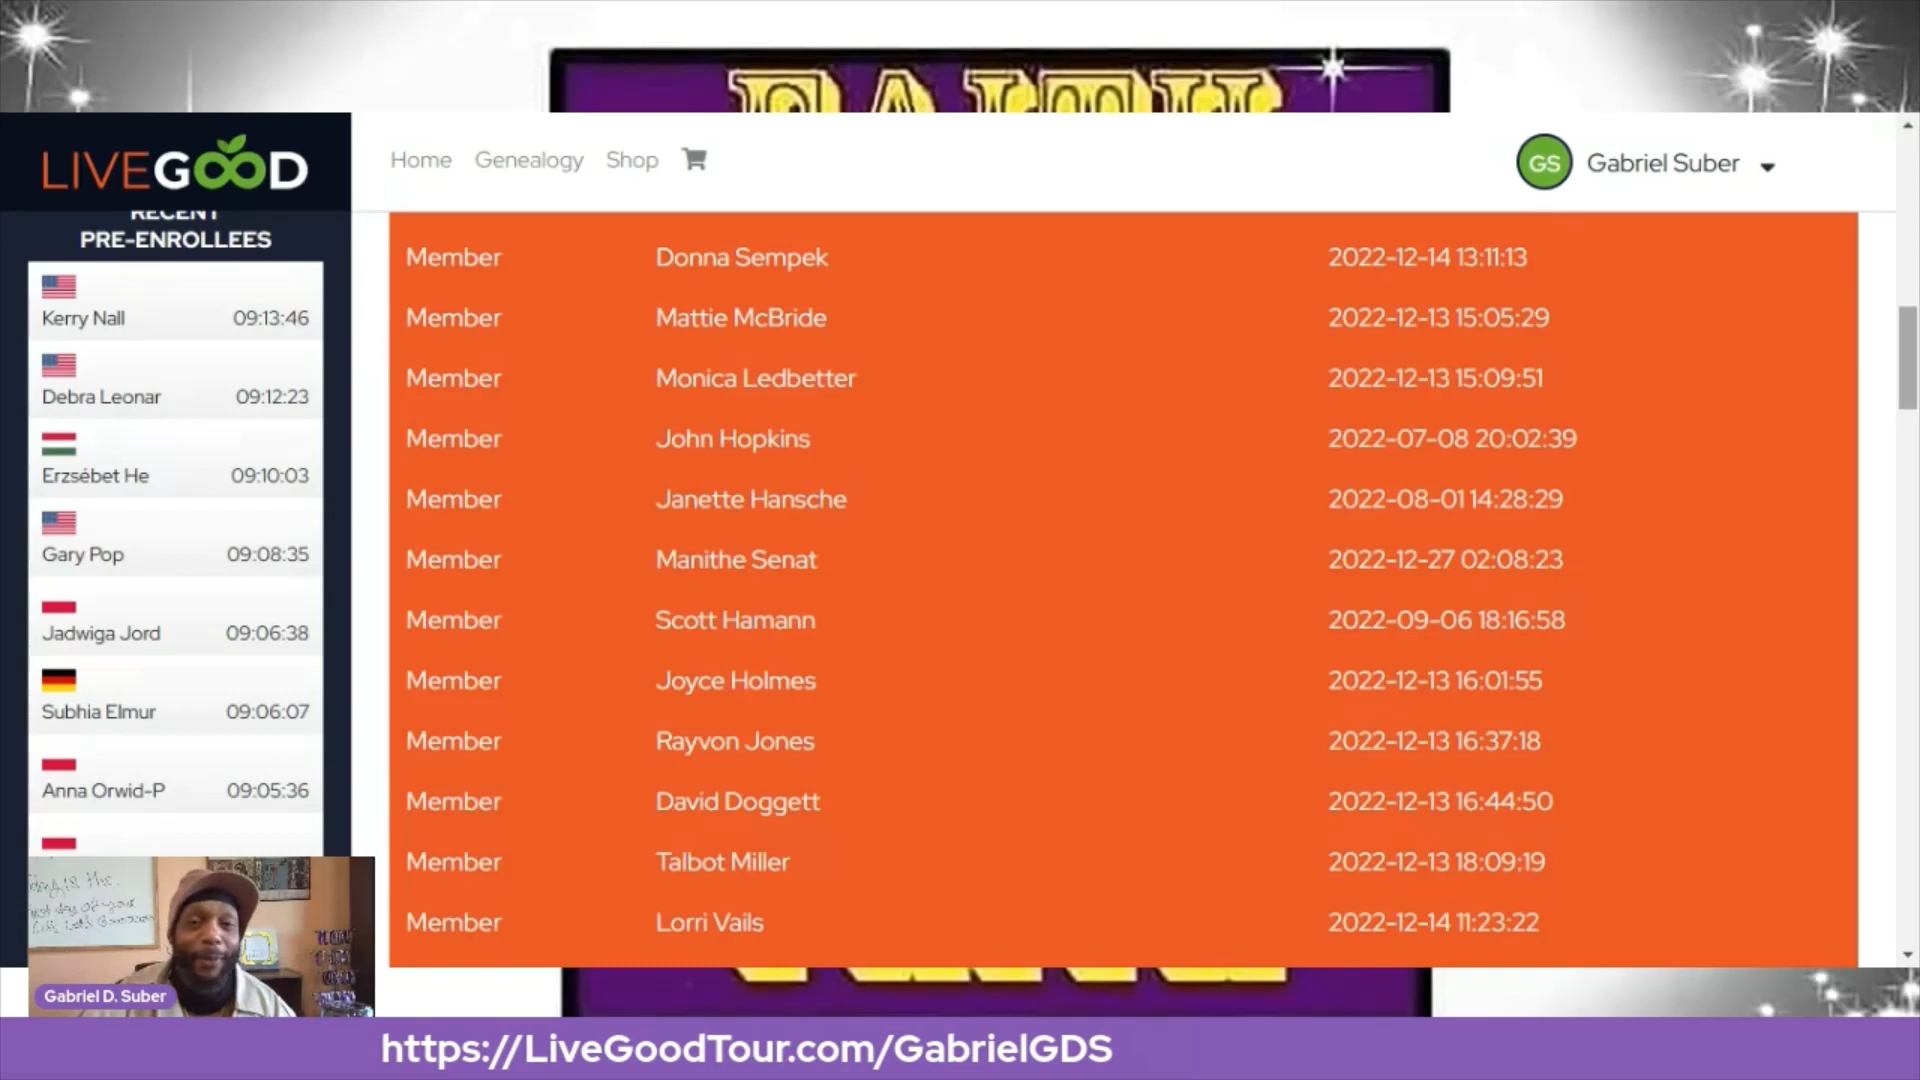 FAITH
LIVEGOOD
Home Genealogy Shop
GS Gabriel Suber
RECENT
PRE-ENROLLEES
Kerry Nall 09:13:46
Debra Leonar 09:12:23
Erzsébet He 09:10:03
Gary Pop 09:08:35
Jadwiga Jord 09:06:38
Subhia Elmur 09:06:07
Anna Orwid-P 09:05:36
Member Donna Sempek 2022-12-14 13:11:13
Member Mattie McBride 2022-12-13 15:05:29
Member Monica Ledbetter 2022-12-13 15:09:51
Member John Hopkins 2022-07-08 20:02:39
Member Janette Hansche 2022-08-01 14:28:29
Member Manithe Senat 2022-12-27 02:08:23
Member Scott Hamann 2022-09-06 18:16:58
Member Joyce Holmes 2022-12-13 16:01:55
Member Rayvon Jones 2022-12-13 16:37:18
Member David Doggett 2022-12-13 16:44:50
Member Talbot Miller 2022-12-13 18:09:19
Member Lorri Vails 2022-12-14 11:23:22
is the
first day of your
Gabriel D. Suber
https://LiveGoodTour.com/GabrielGDS